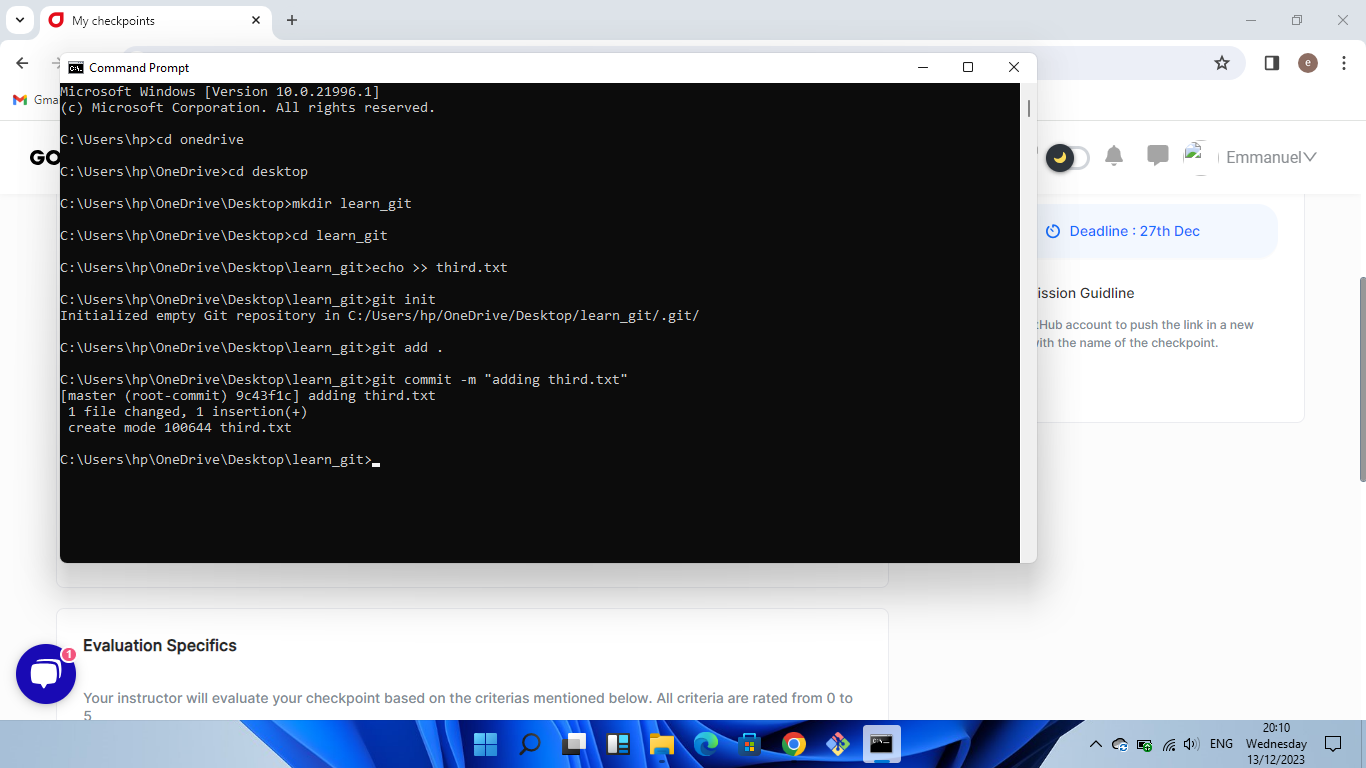 My checkpoints
Command Prompt
Gma
Microsoft Windows [Version 10.0.21996.1]
(c) Microsoft Corporation. All rights reserved.
C:\Users\hp>cd onedrive
C:\Users\hp\OneDrive>cd desktop
C:\Users\hp\OneDrive\Desktop>mkdir learn_git
C:\Users\hp\OneDrive\Desktop>cd learn_git
C:\Users\hp\OneDrive\Desktop\learn_git>echo >> third.txt
C:\Users\hp\OneDrive\Desktop\learn_git>git init
Initialized empty Git repository in C:/Users/hp/OneDrive/Desktop/learn_git/.git/
C:\Users\hp\OneDrive\Desktop\learn_git>git add .
C:\Users\hp\OneDrive\Desktop\learn_git>git commit -m "adding third.txt"
[master (root-commit) 9c43f1c] adding third.txt
1 file changed, 1 insertion(+)
create mode 100644 third.txt
C:\Users\hp\OneDrive\Desktop\learn_git>
e
GO
Emmanuel
Deadline : 27th Dec
ission Guidline
Hub account to push the link in a new
ith the name of the checkpoint.
Evaluation Specifics
Your instructor will evaluate your checkpoint based on the criterias mentioned below. All criteria are rated from 0 to
5
1
ENG
20:10
Wednesday
13/12/2023